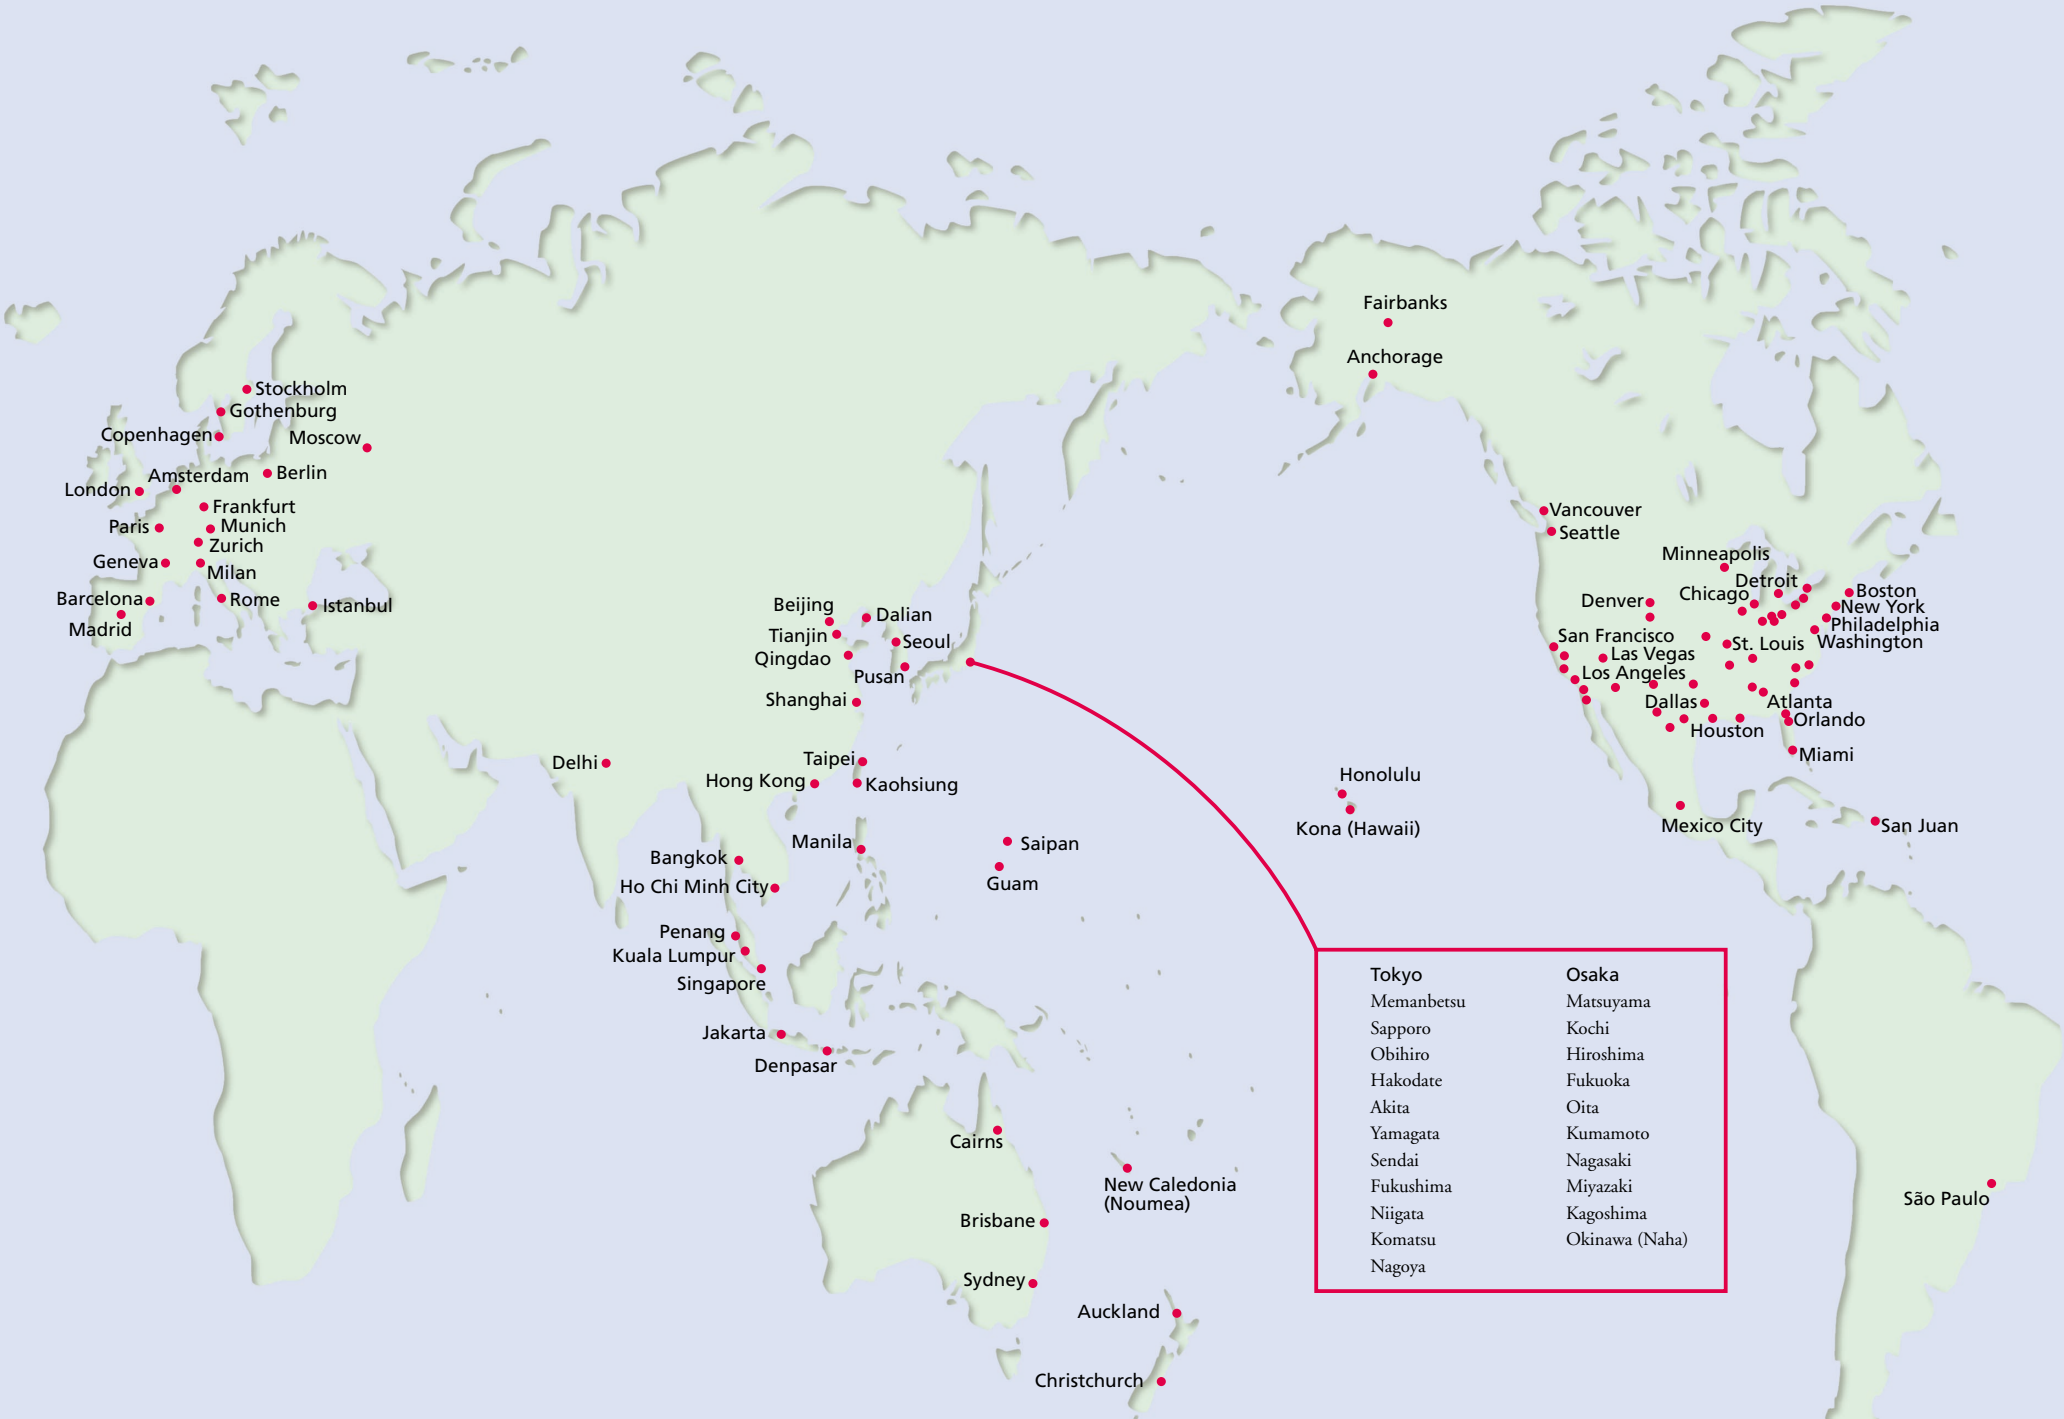 Fairbanks
Anchorage
Stockholm
Gothenburg
Copenhagen
Moscow
Berlin
Amsterdam
London
Frankfurt
Paris
Munich
Zurich
Geneva
Milan
Barcelona
Rome
Istanbul
Madrid
Vancouver
Seattle
Minneapolis
Detroit
Boston
Chicago
Denver
New York
Philadelphia
San Francisco
St. Louis
Washington
Las Vegas
Los Angeles
Dallas
Atlanta
Orlando
Houston
Miami
Mexico City
San Juan
Beijing
Dalian
Tianjin
Seoul
Qingdao
Pusan
Shanghai
Delhi
Taipei
Hong Kong
Kaohsiung
Honolulu
Kona (Hawaii)
Manila
Saipan
Bangkok
Guam
Ho Chi Minh City
Penang
Kuala Lumpur
Singapore
Jakarta
Denpasar
Cairns
New Caledonia
(Noumea)
Brisbane
Sydney
Auckland
Christchurch
São Paulo
Tokyo
Memanbetsu
Sapporo
Obihiro
Hakodate
Akita
Yamagata
Sendai
Fukushima
Niigata
Komatsu
Nagoya
Osaka
Matsuyama
Kochi
Hiroshima
Fukuoka
Oita
Kumamoto
Nagasaki
Miyazaki
Kagoshima
Okinawa (Naha)